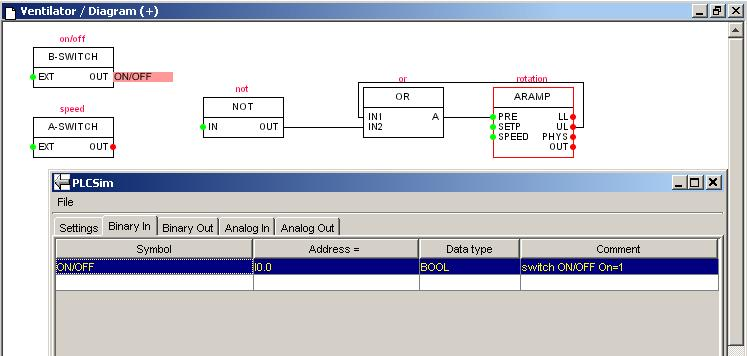 Ventilator / Diagram (+)
on/off
B-SWITCH
EXT OUT ON/OFF
speed
A-SWITCH
EXT OUT
not
NOT
IN OUT
or
OR
IN1 A
IN2
rotation
ARAMP
PRE LL
SETP UL
SPEED PHYS
OUT
PLCSim
File
Settings Binary In Binary Out Analog In Analog Out
Symbol Address = Data type Comment
ON/OFF I0.0 BOOL switch ON/OFF On=1